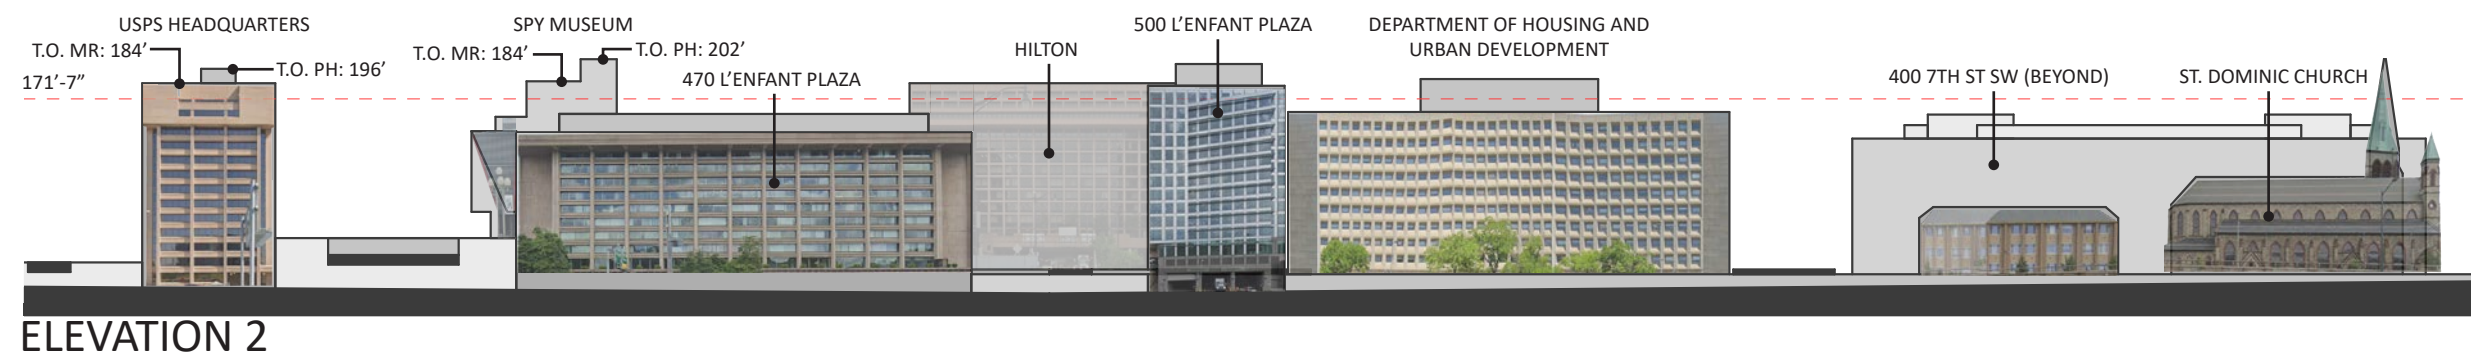 USPS HEADQUARTERS
T.O. MR: 184’
T.O. PH: 196’
171’-7”
SPY MUSEUM
T.O. MR: 184’
T.O. PH: 202’
470 L’ENFANT PLAZA
HILTON
500 L’ENFANT PLAZA
DEPARTMENT OF HOUSING AND
URBAN DEVELOPMENT
400 7TH ST SW (BEYOND)
ST. DOMINIC CHURCH
ELEVATION 2